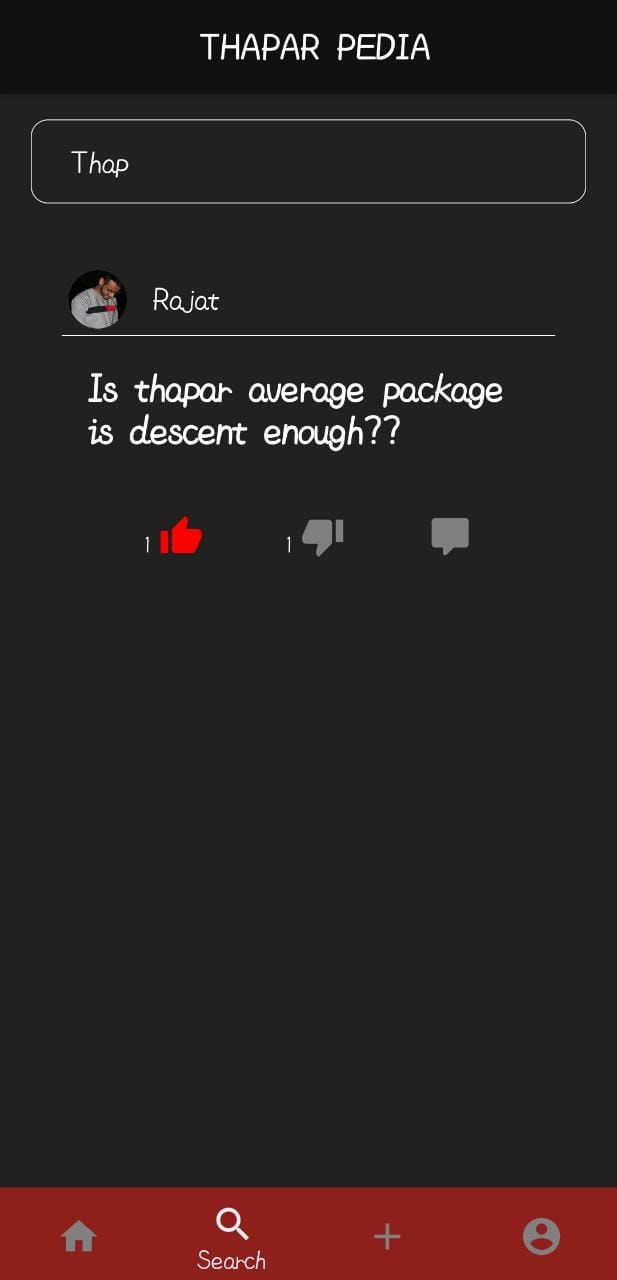 THAPAR PEDIA
Thap
Rajat
Is thapar average package
is descent enough??
1 1
Search